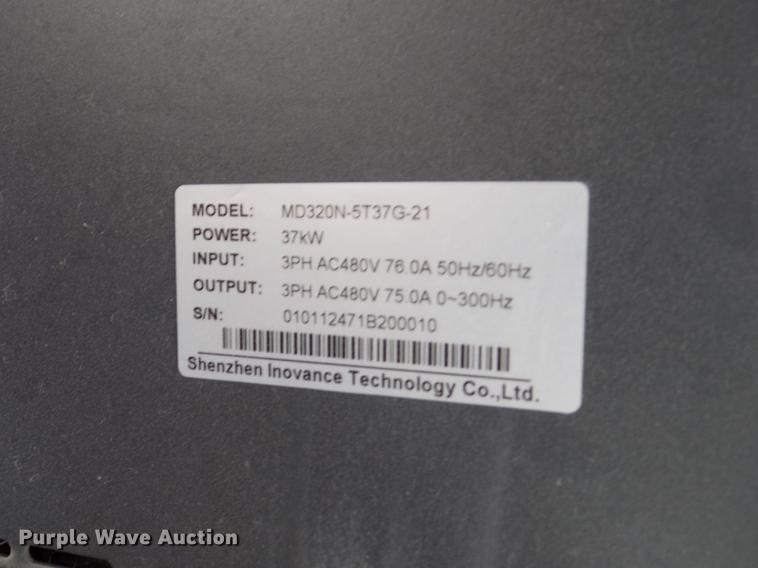 MODEL: MD320N-5T37G-21
POWER: 37kW
INPUT: 3PH AC480V 76.0A 50Hz/60Hz
OUTPUT: 3PH AC480V 75.0A 0~300Hz
S/N: 010112471B200010
Shenzhen Inovance Technology Co.,Ltd.
Purple Wave Auction